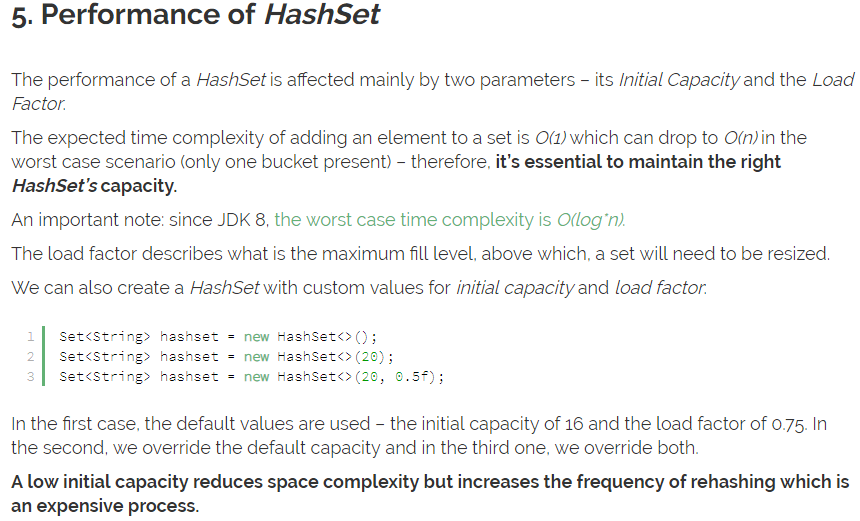 5. Performance of HashSet
The performance of a HashSet is affected mainly by two parameters – its Initial Capacity and the Load
Factor.
The expected time complexity of adding an element to a set is O(1) which can drop to O(n) in the
worst case scenario (only one bucket present) – therefore, it's essential to maintain the right
HashSet's capacity.
An important note: since JDK 8, the worst case time complexity is O(log*n).
The load factor describes what is the maximum fill level, above which, a set will need to be resized.
We can also create a HashSet with custom values for initial capacity and load factor:
1 Set<String> hashset = new HashSet<>();
2 Set<String> hashset = new HashSet<>(20);
3 Set<String> hashset = new HashSet<>(20, 0.5f);
In the first case, the default values are used – the initial capacity of 16 and the load factor of 0.75. In
the second, we override the default capacity and in the third one, we override both.
A low initial capacity reduces space complexity but increases the frequency of rehashing which is
an expensive process.